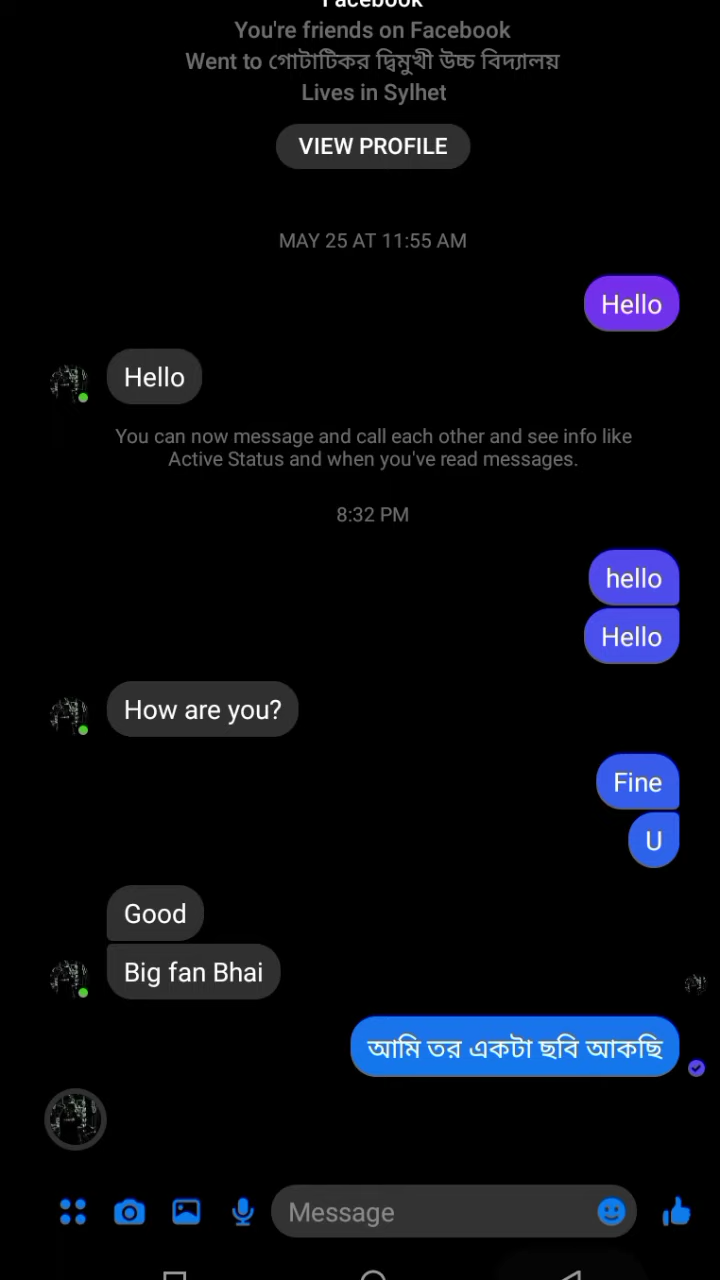 Facebook
You're friends on Facebook
Went to গোটাটিকর দ্বিমুখী উচ্চ বিদ্যালয়
Lives in Sylhet
VIEW PROFILE
MAY 25 AT 11:55 AM
Hello
Hello
You can now message and call each other and see info like
Active Status and when you've read messages.
8:32 PM
hello
Hello
How are you?
Fine
U
Good
Big fan Bhai
আমি তর একটা ছবি আকছি
Message